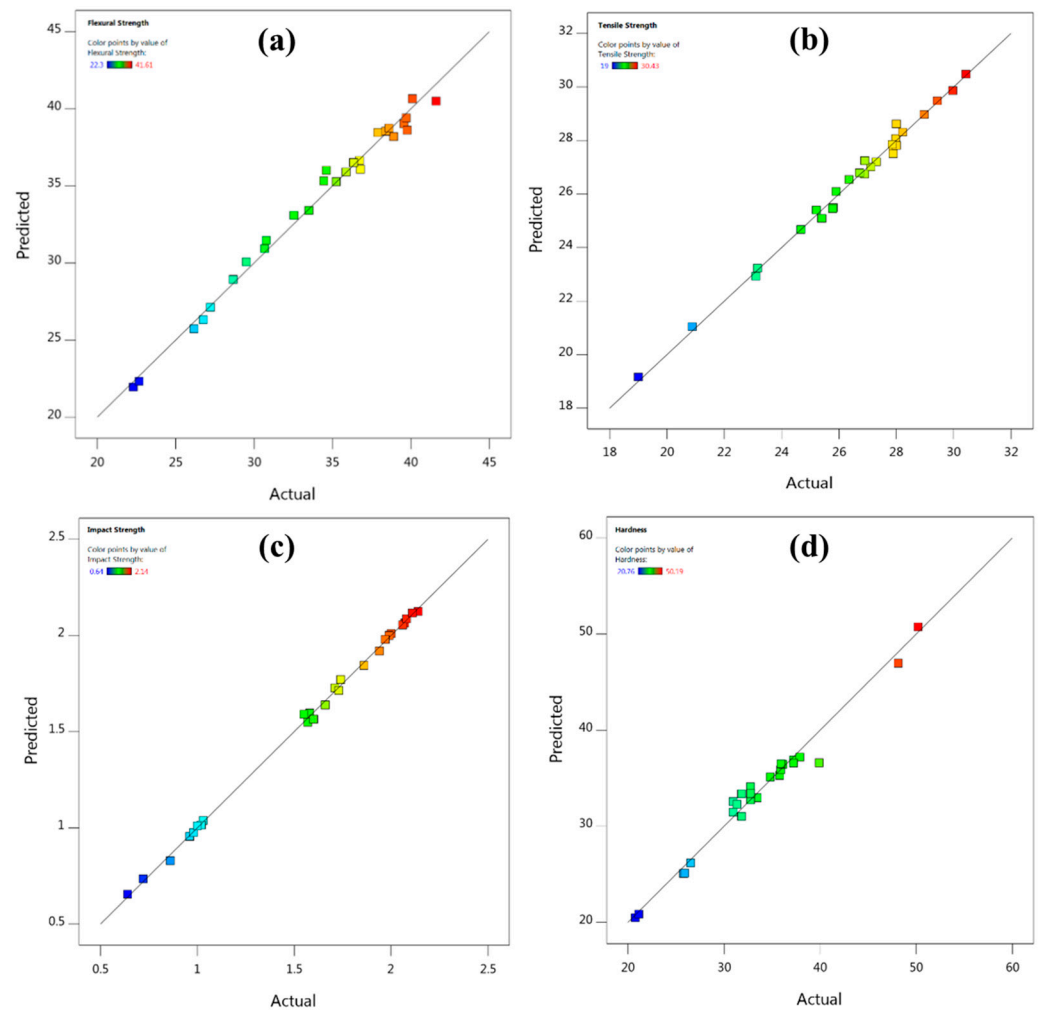 Flexural Strength
(a)
Color points by value of
Flexural Strength:
22.3 41.61
45
40
35
30
25
20
Predicted
20 25 30 35 40 45
Actual
Tensile Strength
(b)
Color points by value of
Tensile Strength:
19 30.43
32
30
28
26
24
22
20
18
Predicted
18 20 22 24 26 28 30 32
Actual
Impact Strength
(c)
Color points by value of
Impact Strength:
0.64 2.14
2.5
2
1.5
1
0.5
Predicted
0.5 1 1.5 2 2.5
Actual
Hardness
(d)
Color points by value of
Hardness:
20.76 50.19
60
50
40
30
20
Predicted
20 30 40 50 60
Actual